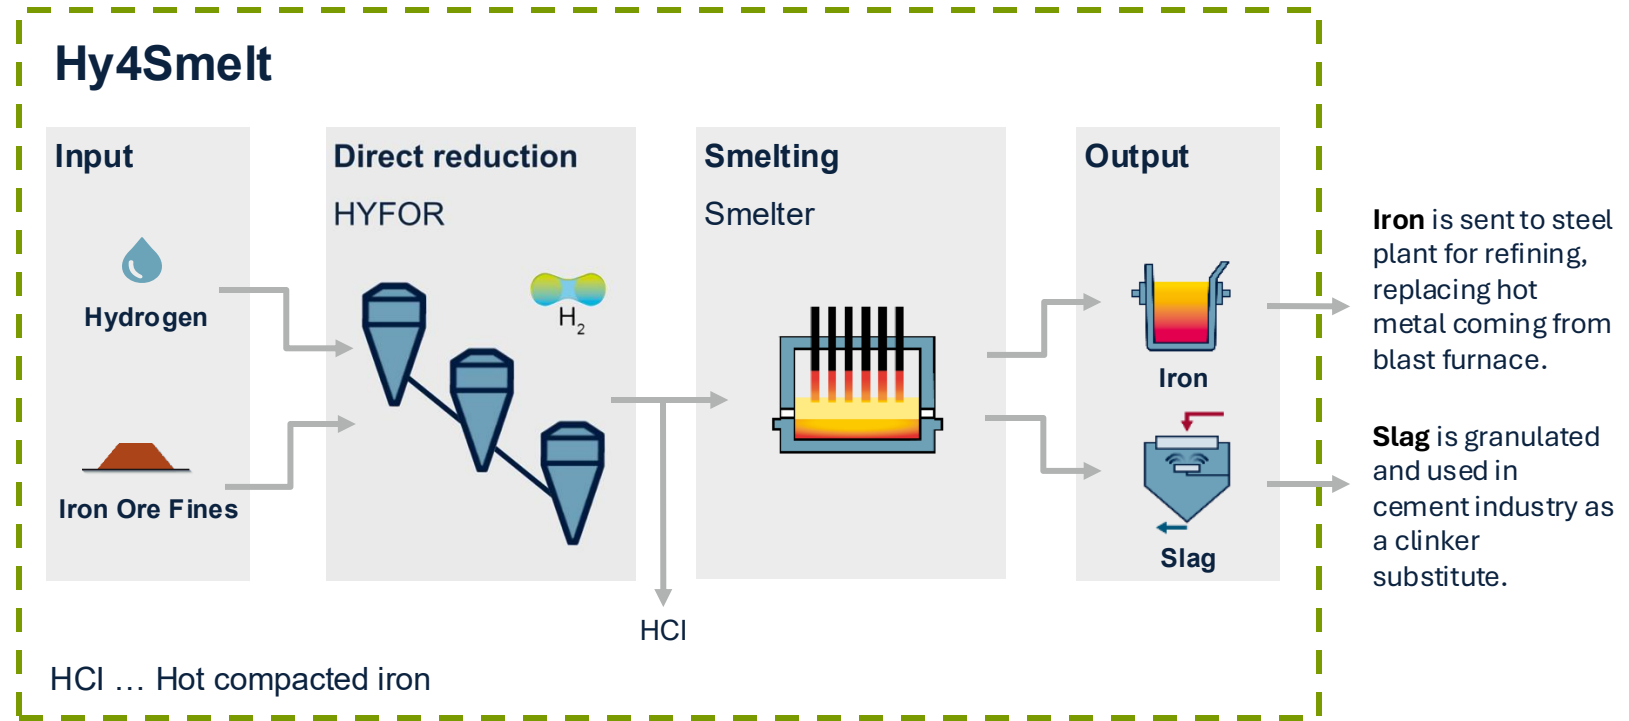 Hy4Smelt
Input
Hydrogen
Iron Ore Fines
Direct reduction
HYFOR
H2
Smelting
Smelter
Output
Iron
Slag
HCI
HCI … Hot compacted iron
Iron is sent to steel
plant for refining,
replacing hot
metal coming from
blast furnace.
Slag is granulated
and used in
cement industry as
a clinker
substitute.